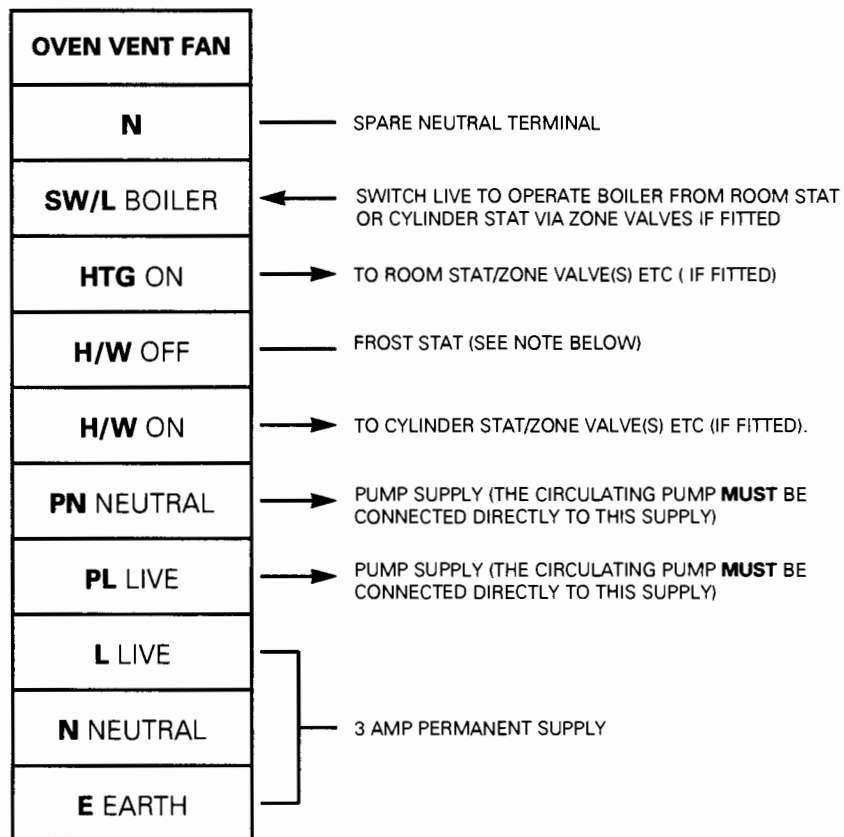 OVEN VENT FAN
N
SPARE NEUTRAL TERMINAL
SW/L BOILER
SWITCH LIVE TO OPERATE BOILER FROM ROOM STAT
OR CYLINDER STAT VIA ZONE VALVES IF FITTED
HTG ON
TO ROOM STAT/ZONE VALVE(S) ETC ( IF FITTED)
H/W OFF
FROST STAT (SEE NOTE BELOW)
H/W ON
TO CYLINDER STAT/ZONE VALVE(S) ETC (IF FITTED).
PN NEUTRAL
PUMP SUPPLY (THE CIRCULATING PUMP MUST BE
CONNECTED DIRECTLY TO THIS SUPPLY)
PL LIVE
PUMP SUPPLY (THE CIRCULATING PUMP MUST BE
CONNECTED DIRECTLY TO THIS SUPPLY)
L LIVE
N NEUTRAL
3 AMP PERMANENT SUPPLY
E EARTH